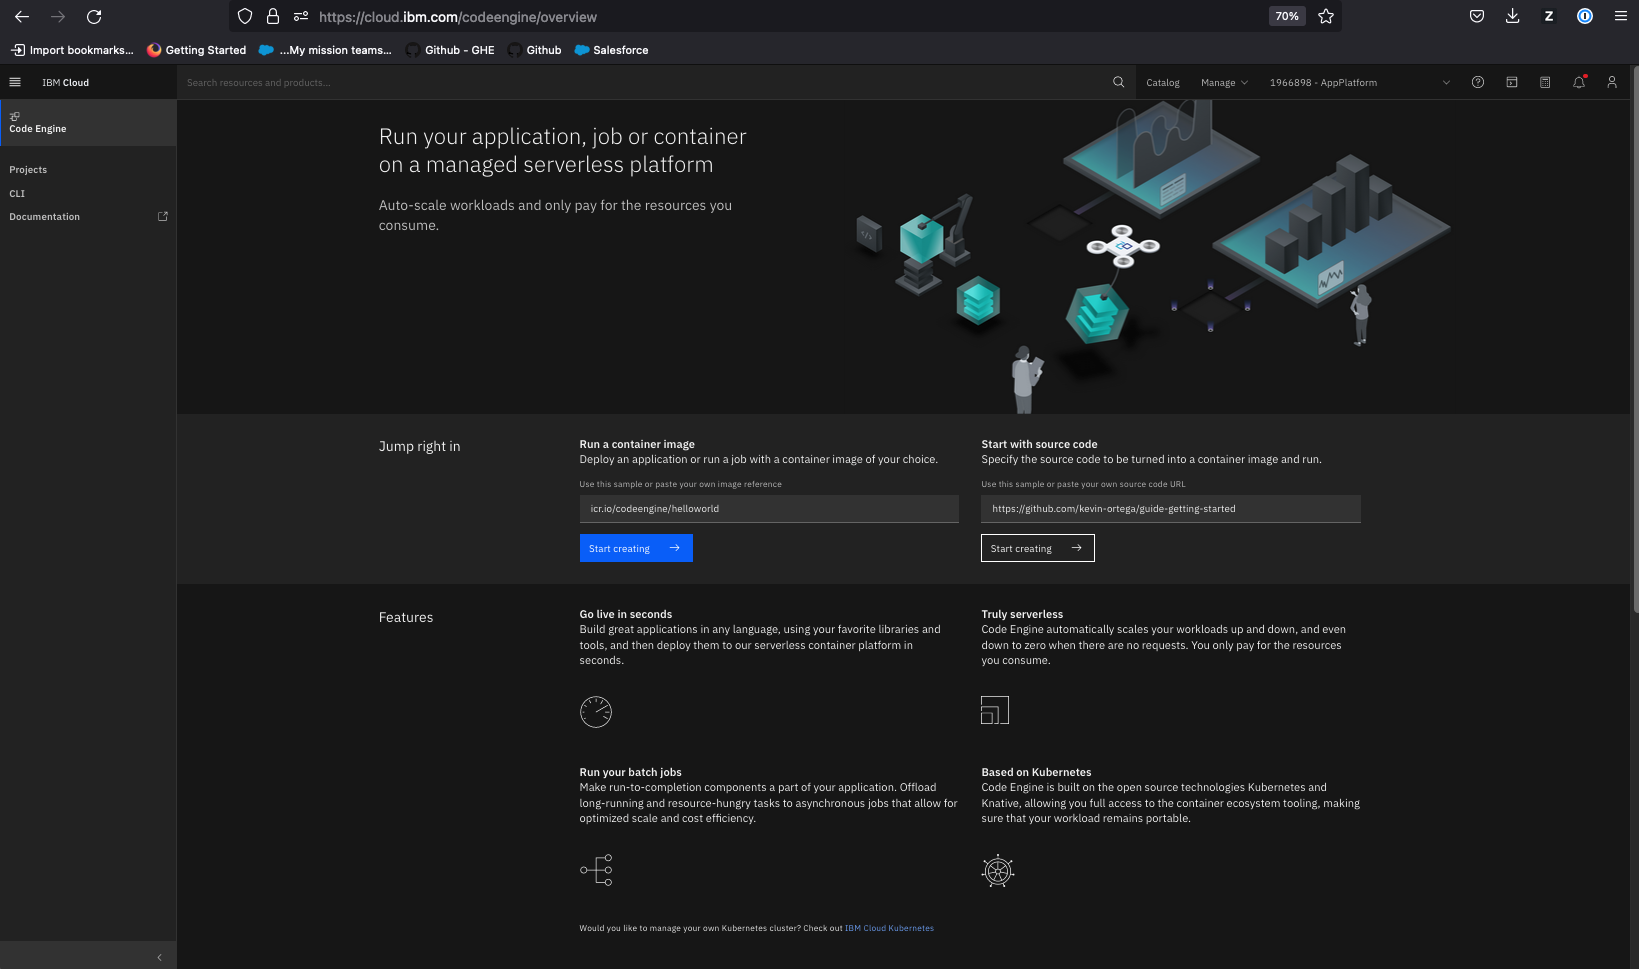 https://cloud.ibm.com/codeengine/overview
70%
Z
Import bookmarks...
Getting Started
...My mission teams...
Github - GHE
Github
Salesforce
IBM Cloud
Search resources and products...
Catalog
Manage
1966898 - AppPlatform
Code Engine
Projects
CLI
Documentation
Run your application, job or container
on a managed serverless platform
Auto-scale workloads and only pay for the resources you
consume.
Jump right in
Run a container image
Deploy an application or run a job with a container image of your choice.
Use this sample or paste your own image reference
icr.io/codeengine/helloworld
Start creating
Start with source code
Specify the source code to be turned into a container image and run.
Use this sample or paste your own source code URL
https://github.com/kevin-ortega/guide-getting-started
Start creating
Features
Go live in seconds
Build great applications in any language, using your favorite libraries and
tools, and then deploy them to our serverless container platform in
seconds.
Truly serverless
Code Engine automatically scales your workloads up and down, and even
down to zero when there are no requests. You only pay for the resources
you consume.
Run your batch jobs
Make run-to-completion components a part of your application. Offload
long-running and resource-hungry tasks to asynchronous jobs that allow for
optimized scale and cost efficiency.
Based on Kubernetes
Code Engine is built on the open source technologies Kubernetes and
Knative, allowing you full access to the container ecosystem tooling, making
sure that your workload remains portable.
Would you like to manage your own Kubernetes cluster? Check out IBM Cloud Kubernetes